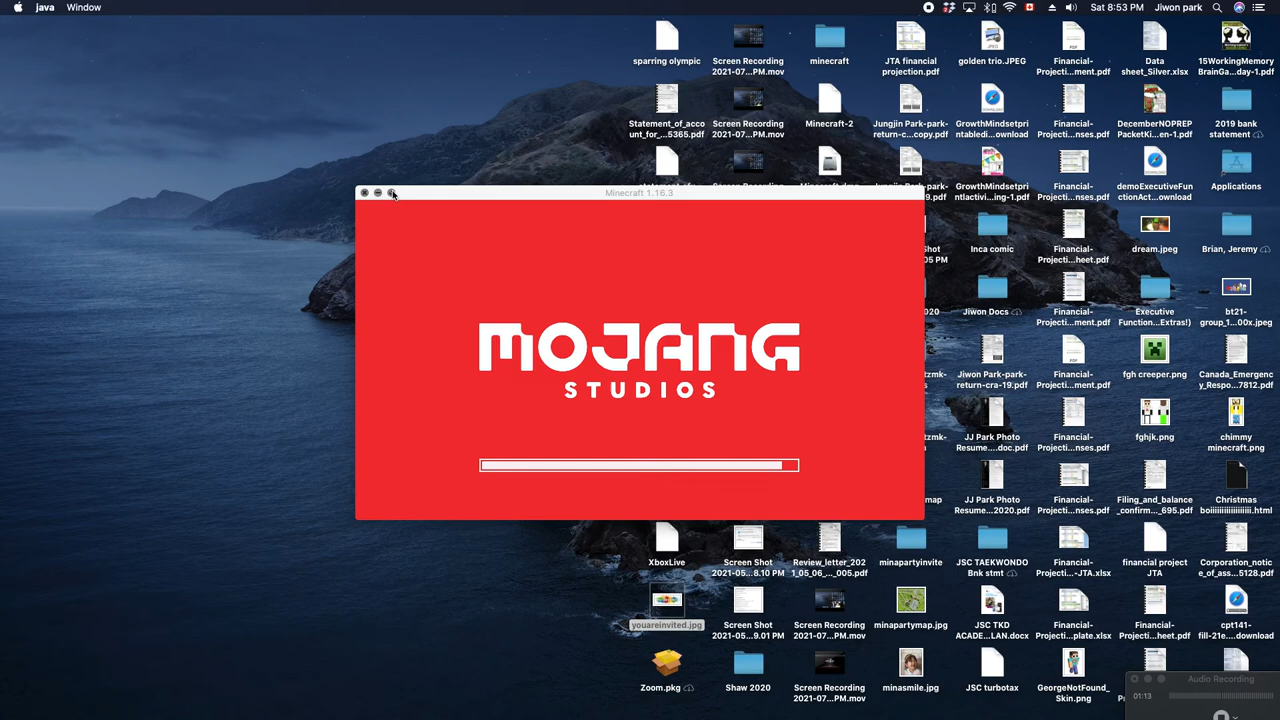 java Window
Sat 8:53 PM Jiwon park
sparring olympic
Screen Recording
2021-07...PM.mov
minecraft
JTA financial
projection.pdf
golden trio.JPEG
Financial-
Projecti...ment.pdf
Data
sheet_Silver.xlsx
15WorkingMemory
BrainGa...day-1.pdf
Statement_of_acco
unt_for_...5365.pdf
Screen Recording
2021-07...PM.mov
Minecraft-2
Jungjin Park-park-
return-c...copy.pdf
GrowthMindsetpri
ntabledi...ownload
Financial-
Projecti...nses.pdf
DecemberNOPREP
PacketKi...en-1.pdf
2019 bank
statement
GrowthMindsetpri
ntlactivi...ing-1.pdf
Financial-
Projecti...nses.pdf
demoExecutiveFun
ctionAct...ownload
Applications
Minecraft 1.16.3
MOJANG
STUDIOS
Inca comic
Financial-
Projecti...heet.pdf
dream.jpeg
Brian, Jeremy
Jiwon Docs
Financial-
Projecti...ment.pdf
Executive
Function...Extras!)
bt21-
group_1...00x.jpeg
Jiwon Park-park-
return-cra-19.pdf
Financial-
Projecti...ment.pdf
fgh creeper.png
Canada_Emergenc
y_Respo...7812.pdf
JJ Park Photo
Resume...doc.pdf
Financial-
Projecti...nses.pdf
fghjk.png
chimmy
minecraft.png
JJ Park Photo
Resume...2020.pdf
Financial-
Projecti...nses.pdf
Filing_and_balance
_confirm..._695.pdf
Christmas
boiiiiiiiiiiiiiiiiii.html
XboxLive
Screen Shot
2021-05...8.10 PM
Review_letter_202
1_05_06_..._005.pdf
minapartyinvite
JSC TAEKWONDO
Bnk stmt
Financial-
Projecti...-JTA.xlsx
financial project
JTA
Corporation_notic
e_of_ass...5128.pdf
youareinvited.jpg
Screen Shot
2021-05...9.01 PM
Screen Recording
2021-07...PM.mov
minapartymap.jpg
JSC TKD
ACADE...LAN.docx
Financial-
Projecti...plate.xlsx
Financial-
Projecti...heet.pdf
cpt141-
fill-21e....download
Zoom.pkg
Shaw 2020
Screen Recording
2021-07...PM.mov
minasmile.jpg
JSC turbotax
GeorgeNotFound_
Skin.png
Audio Recording
01:13